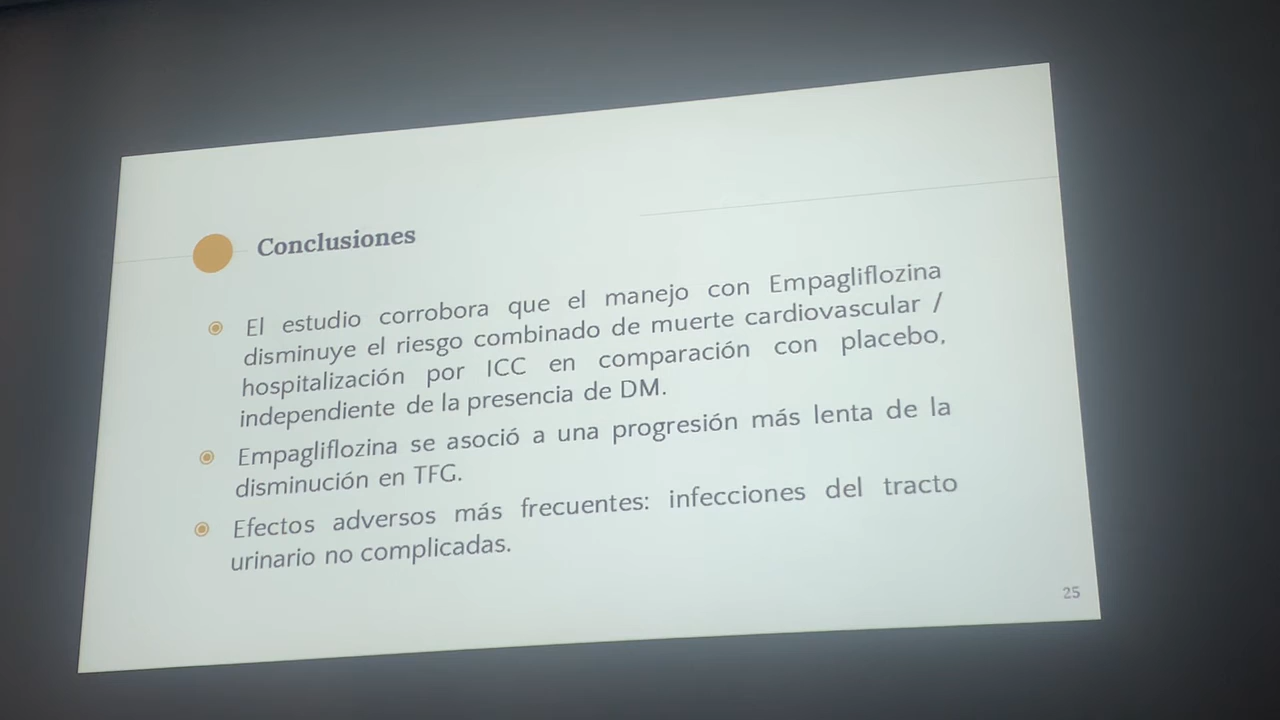 Conclusiones
El estudio corrobora que el manejo con Empagliflozina
disminuye el riesgo combinado de muerte cardiovascular /
hospitalización por ICC en comparación con placebo,
independiente de la presencia de DM.
Empagliflozina se asoció a una progresión más lenta de la
disminución en TFG.
Efectos adversos más frecuentes: infecciones del tracto
urinario no complicadas.
25